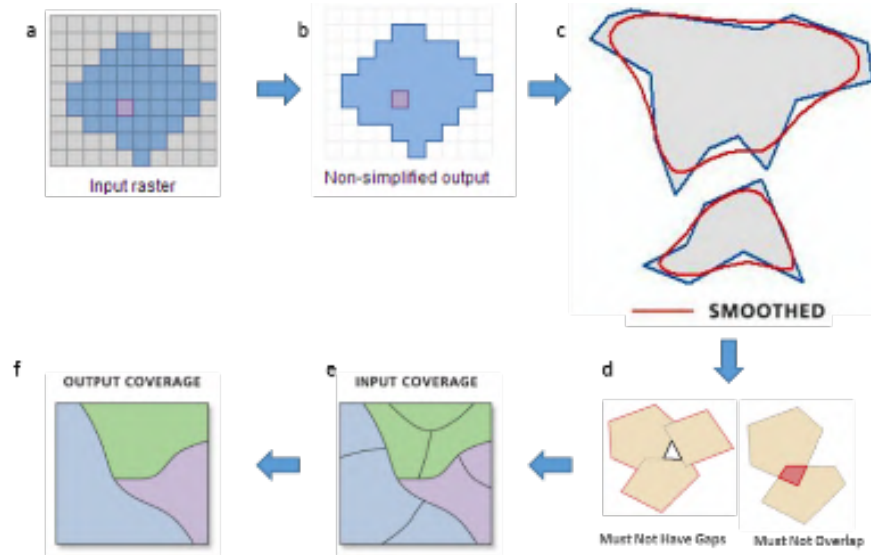 a
b
c
Input raster
Non-simplified output
SMOOTHED
f
e
d
OUTPUT COVERAGE
INPUT COVERAGE
Must Not Have Gaps
Must Not Overlap